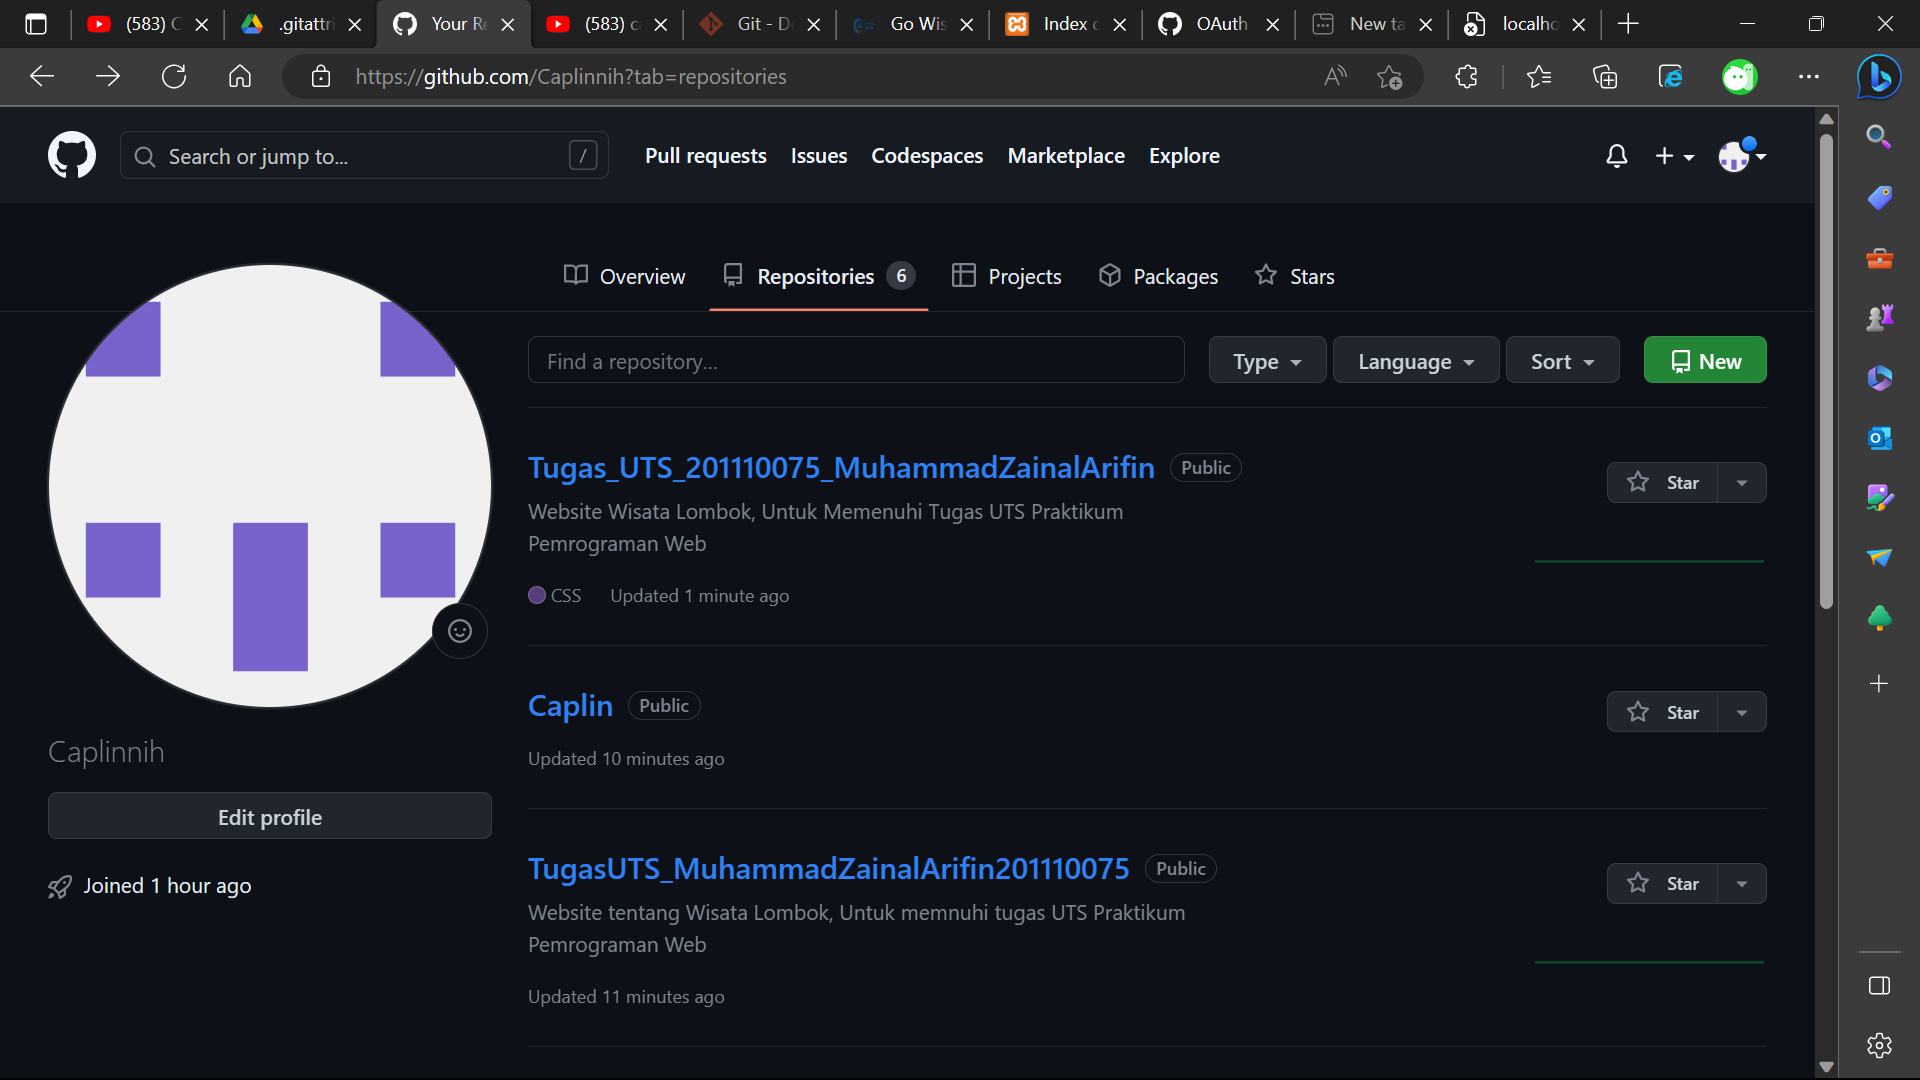 (583) C
.gitattri
Your Re
(583) c
Git - D
Go Wis
Index
OAuth
New ta
localho
https://github.com/Caplinnih?tab=repositories
Search or jump to...
/
Pull requests
Issues
Codespaces
Marketplace
Explore
Overview
Repositories 6
Projects
Packages
Stars
Find a repository...
Type
Language
Sort
New
Tugas_UTS_201110075_MuhammadZainalArifin Public
Star
Website Wisata Lombok, Untuk Memenuhi Tugas UTS Praktikum
Pemrograman Web
CSS Updated 1 minute ago
Caplin Public
Star
Updated 10 minutes ago
Caplinnih
Edit profile
Joined 1 hour ago
TugasUTS_MuhammadZainalArifin201110075 Public
Star
Website tentang Wisata Lombok, Untuk memnuhi tugas UTS Praktikum
Pemrograman Web
Updated 11 minutes ago